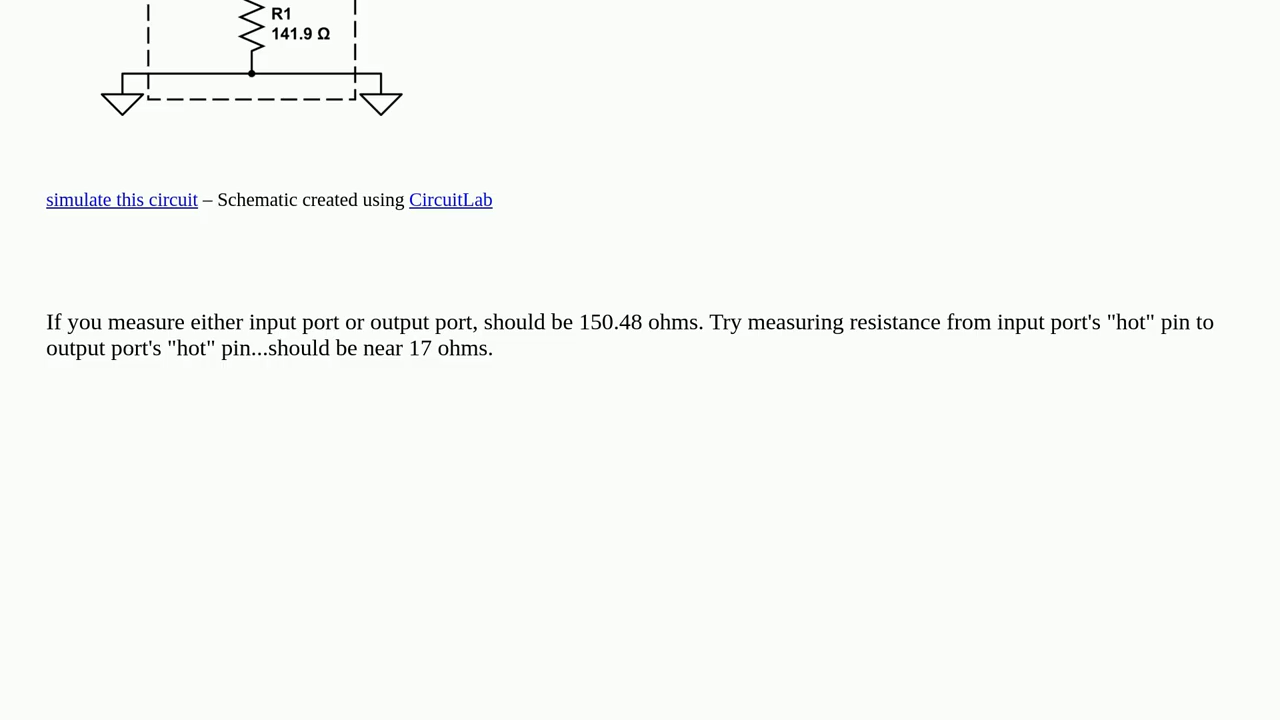 R1
141.9 Ω
simulate this circuit – Schematic created using CircuitLab
If you measure either input port or output port, should be 150.48 ohms. Try measuring resistance from input port's "hot" pin to
output port's "hot" pin...should be near 17 ohms.